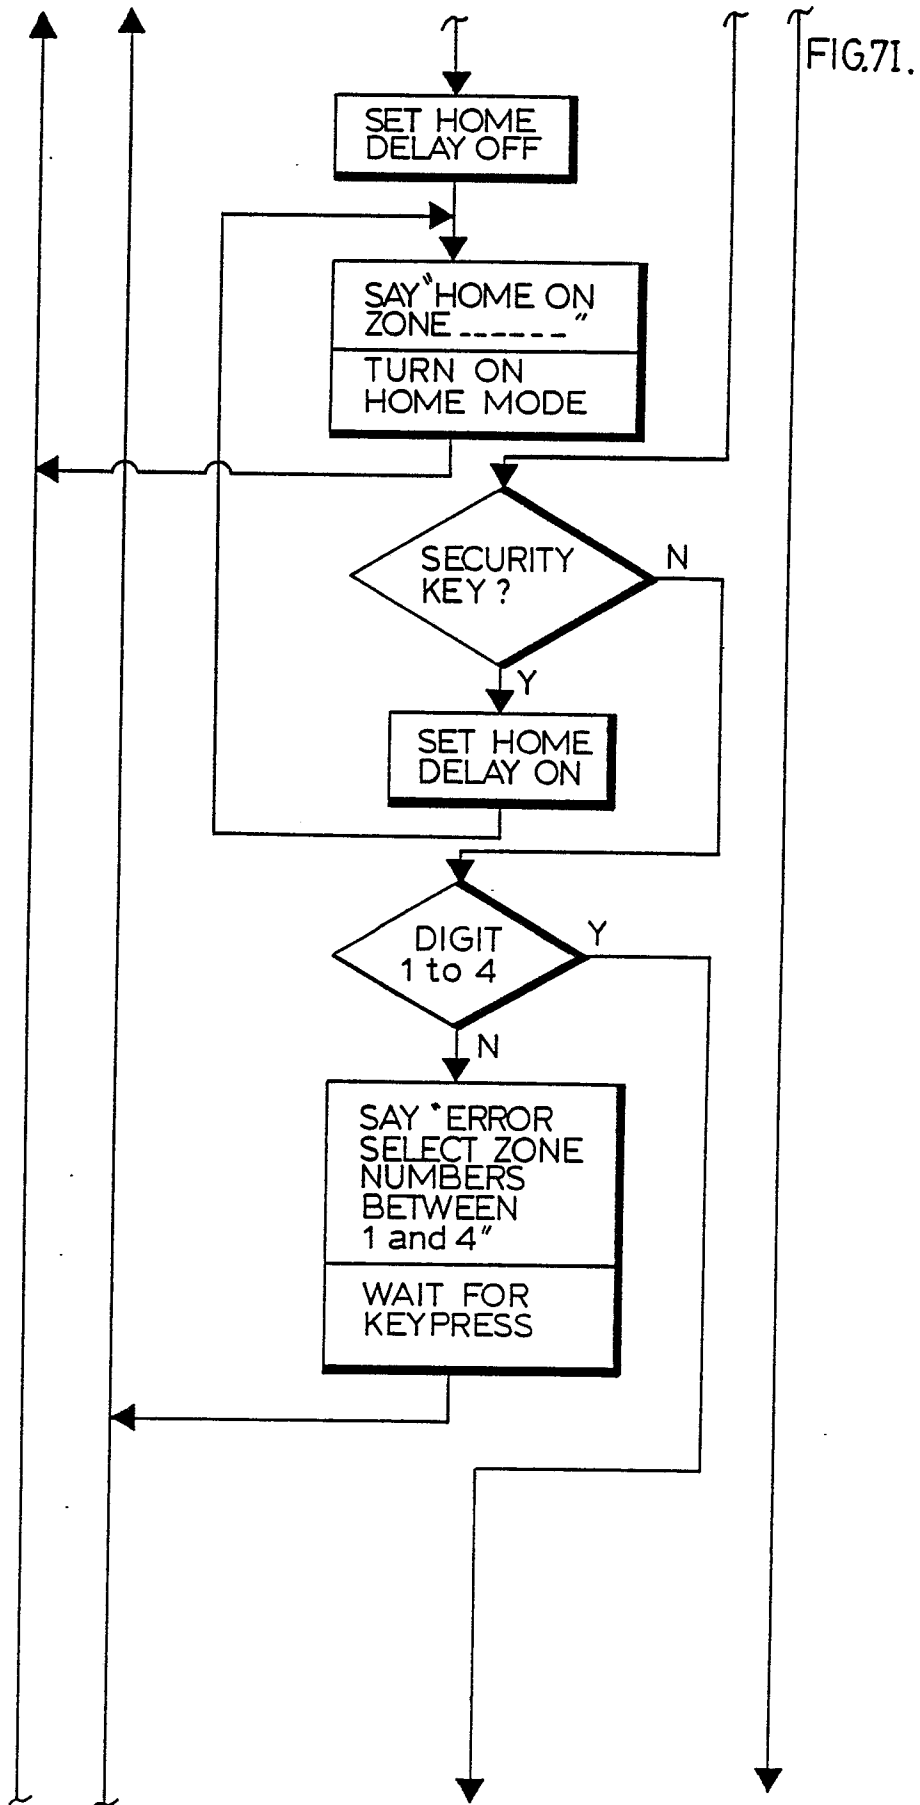 FIG.7I.
SET HOME
DELAY OFF
SAY "HOME ON
ZONE ------"
TURN ON
HOME MODE
SECURITY
KEY?
N
Y
SET HOME
DELAY ON
DIGIT
1 to 4
Y
N
SAY "ERROR
SELECT ZONE
NUMBERS
BETWEEN
1 and 4"
WAIT FOR
KEYPRESS